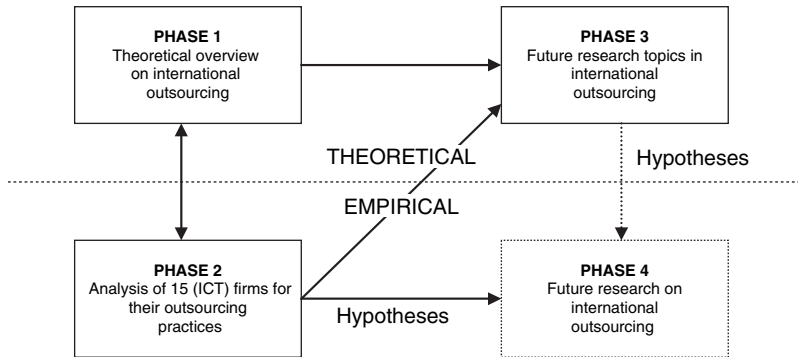 PHASE 1
Theoretical overview
on international
outsourcing
PHASE 3
Future research topics in
international
outsourcing
THEORETICAL
Hypotheses
EMPIRICAL
PHASE 2
Analysis of 15 (ICT) firms for
their outsourcing
practices
Hypotheses
PHASE 4
Future research on
international
outsourcing